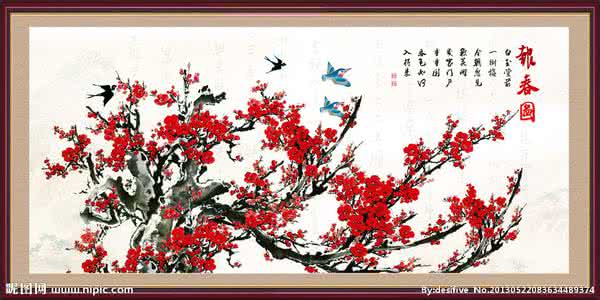 報春圖
白玉堂前
一樹梅
今朝忽見
數花開
家門戶
重重閉
春色如何
入得來
昵图网 www.nipic.com
By:desifive No.20130522083634489374